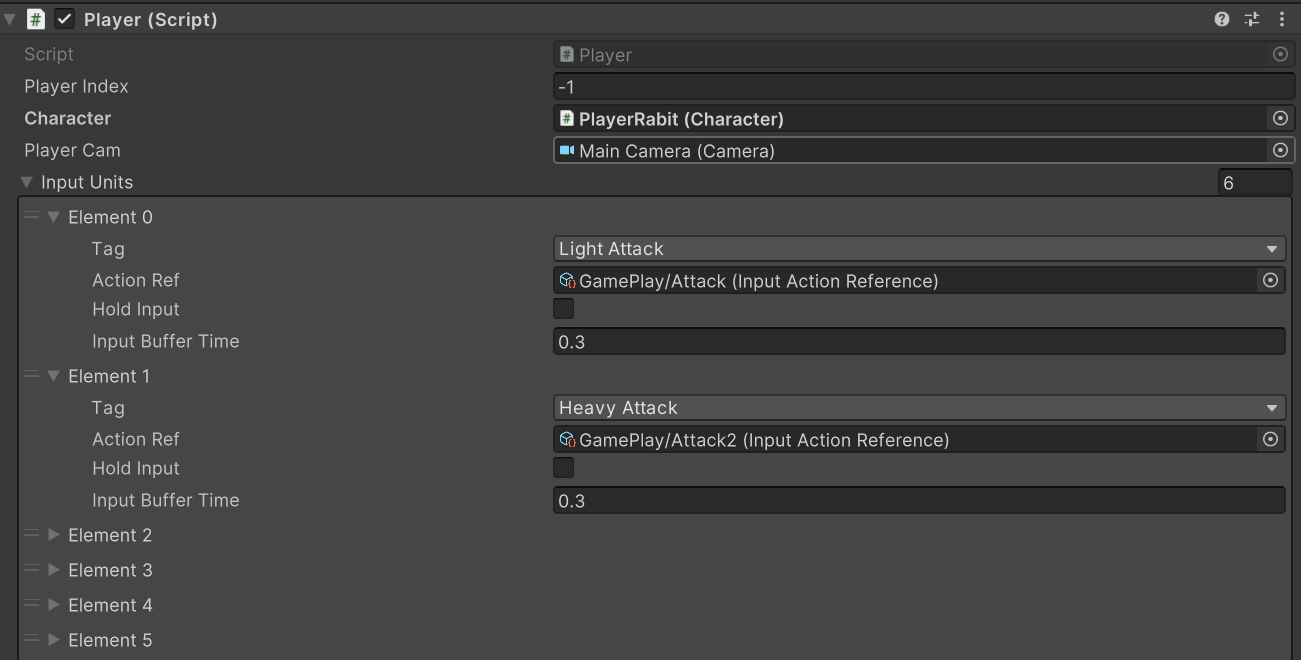 Player (Script)
Script Player
Player Index -1
Character PlayerRabit (Character)
Player Cam Main Camera (Camera)
Input Units 6
Element 0
Tag Light Attack
Action Ref GamePlay/Attack (Input Action Reference)
Hold Input
Input Buffer Time 0.3
Element 1
Tag Heavy Attack
Action Ref GamePlay/Attack2 (Input Action Reference)
Hold Input
Input Buffer Time 0.3
Element 2
Element 3
Element 4
Element 5